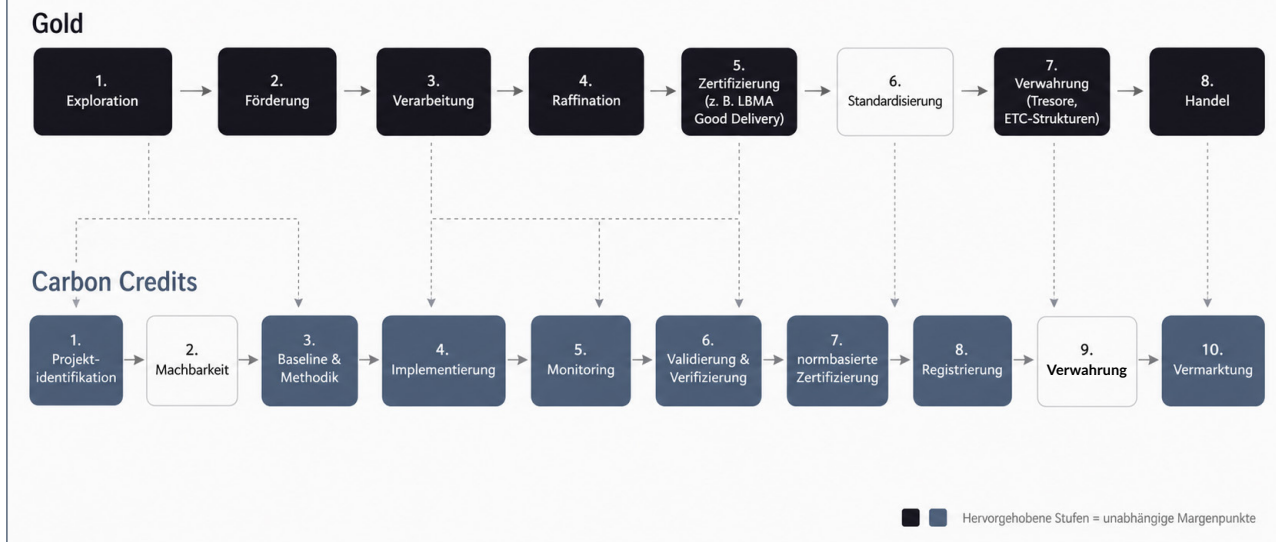 Gold
1.
Exploration
2.
Förderung
3.
Verarbeitung
4.
Raffination
5.
Zertifizierung
(z. B. LBMA
Good Delivery)
6.
Standardisierung
7.
Verwahrung
(Tresore,
ETC-Strukturen)
8.
Handel
Carbon Credits
1.
Projekt-
identifikation
2.
Machbarkeit
3.
Baseline &
Methodik
4.
Implementierung
5.
Monitoring
6.
Validierung &
Verifizierung
7.
normbasierte
Zertifizierung
8.
Registrierung
9.
Verwahrung
10.
Vermarktung
Hervorgehobene Stufen = unabhängige Margenpunkte